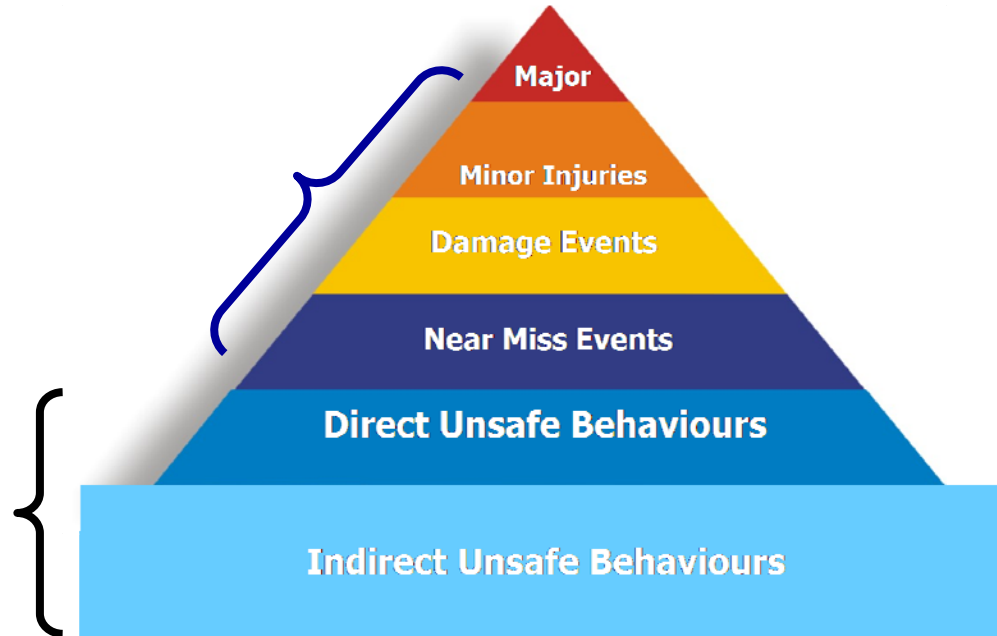 Major
Minor Injuries
Damage Events
Near Miss Events
Direct Unsafe Behaviours
Indirect Unsafe Behaviours